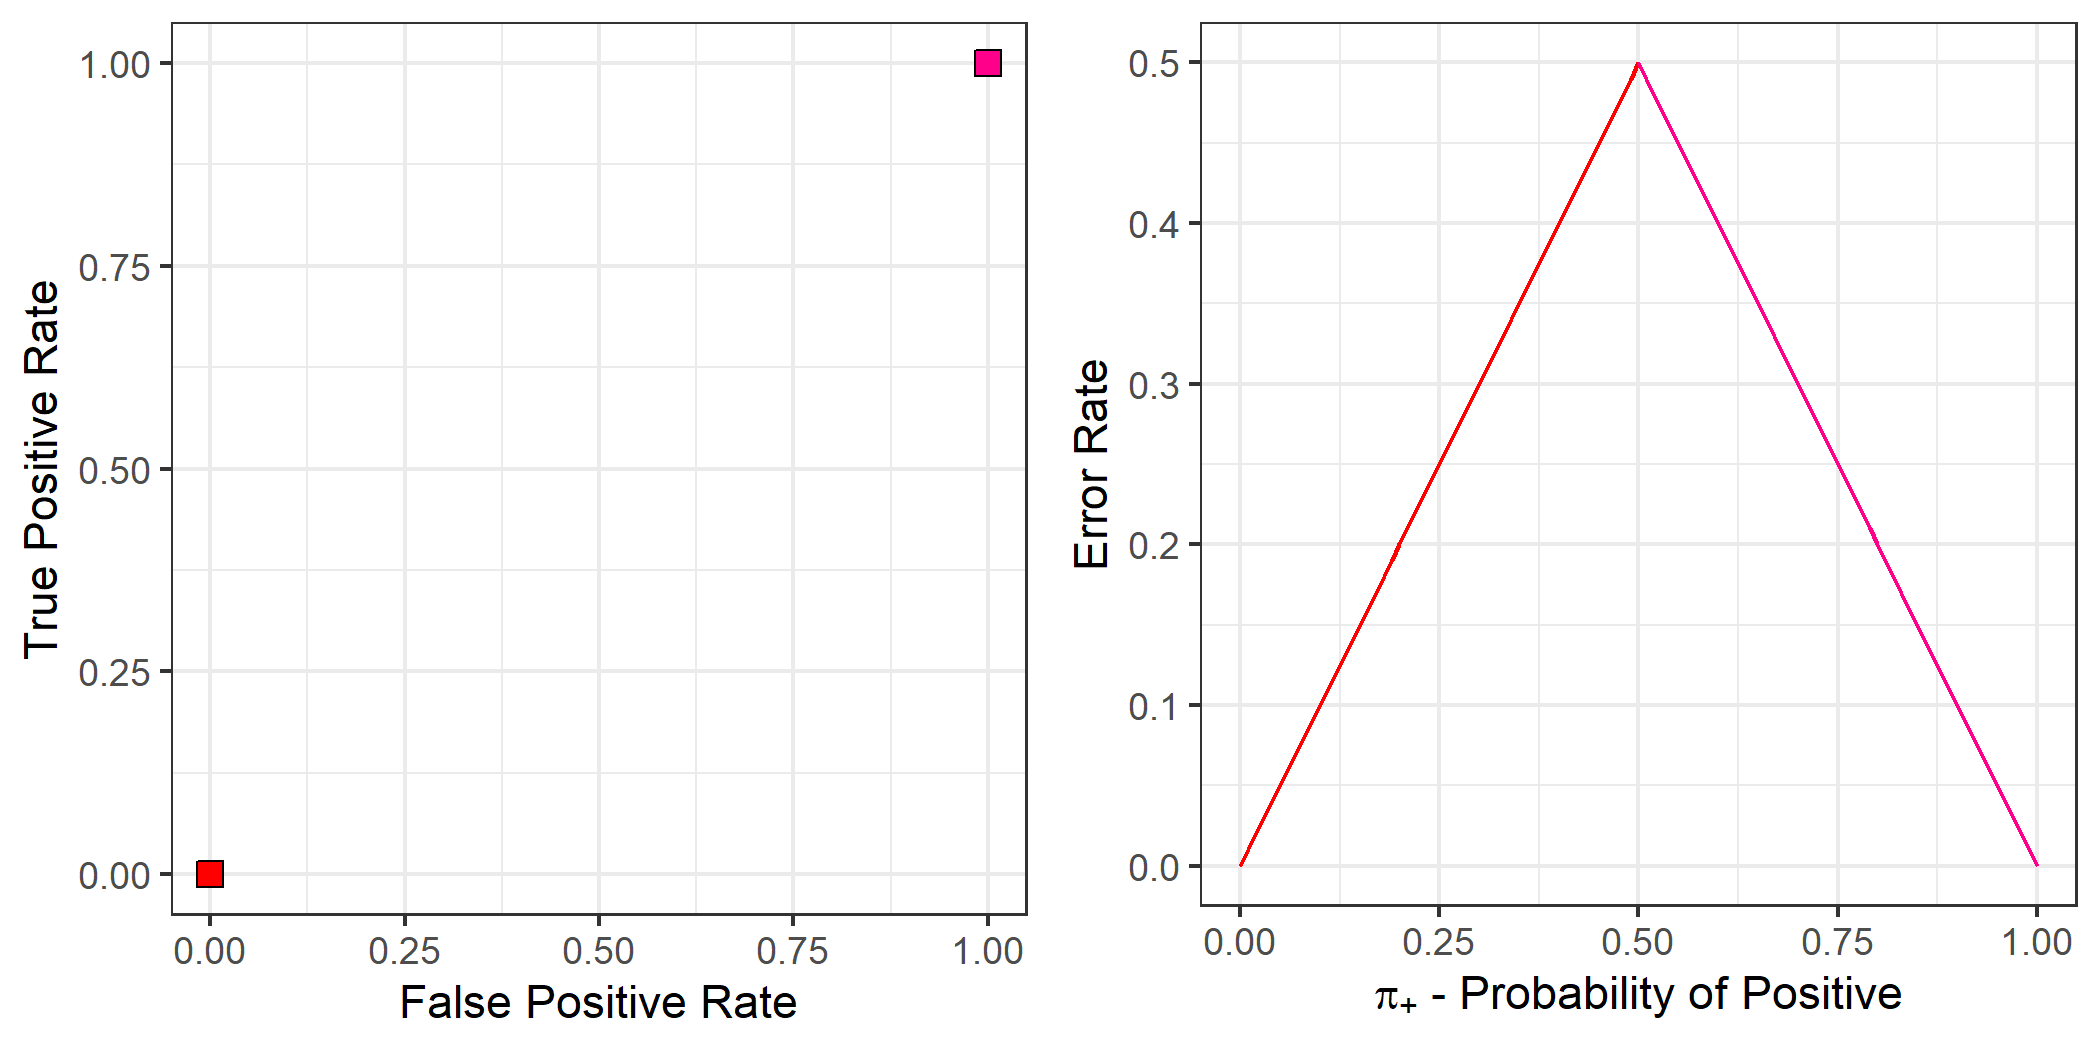 True Positive Rate
1.00
0.75
0.50
0.25
0.00
0.00 0.25 0.50 0.75 1.00
False Positive Rate
Error Rate
0.5
0.4
0.3
0.2
0.1
0.0
0.00 0.25 0.50 0.75 1.00
π₊ - Probability of Positive